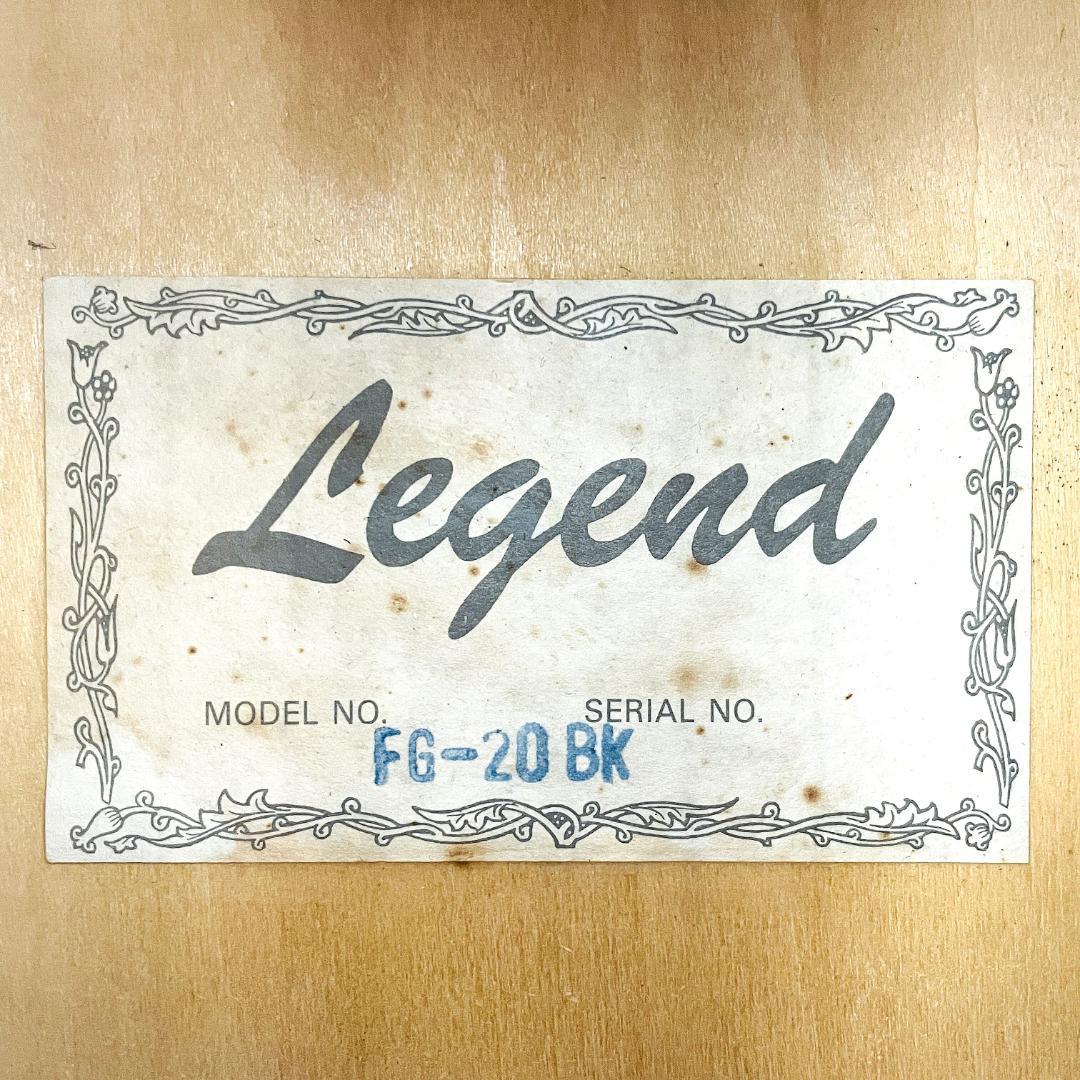 Legend
MODEL NO. SERIAL NO.
FG-20 BK